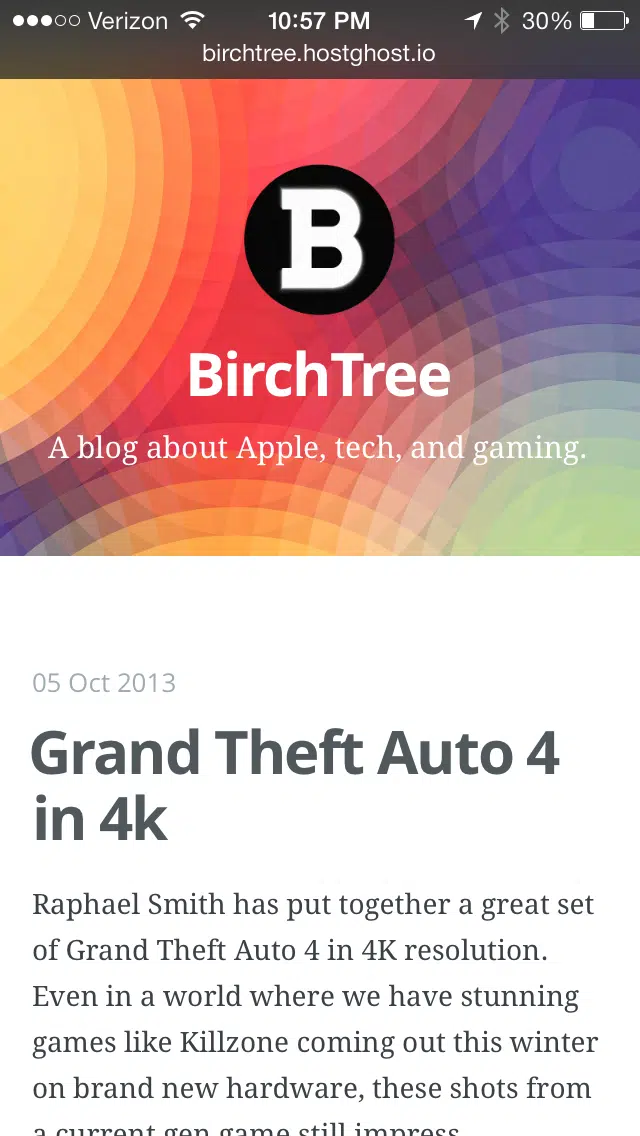 Verizon 10:57 PM 30%
birchtree.hostghost.io
B
BirchTree
A blog about Apple, tech, and gaming.
05 Oct 2013
Grand Theft Auto 4
in 4k
Raphael Smith has put together a great set
of Grand Theft Auto 4 in 4K resolution.
Even in a world where we have stunning
games like Killzone coming out this winter
on brand new hardware, these shots from
a current gen game still impress.